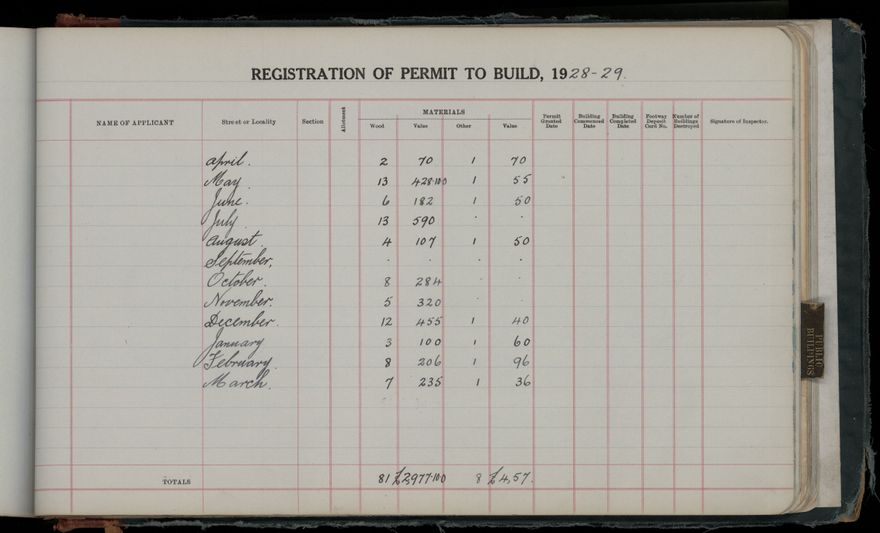 REGISTRATION OF PERMIT TO BUILD, 1928-29.
NAME OF APPLICANT Street or Locality Section Allotment MATERIALS Wood Value Other Value Permit Granted Date Building Commenced Date Building Completed Date. Footway Deposit Card No. Number of Buildings Destroyed Signature of Inspector.
April. 2 70 1 70
May. 13 428·10·0 1 55
June. 6 182 1 50
July. 13 590 · ·
August 4 107 1 50
September, · · · ·
October. 8 284 · ·
November. 5 320 · ·
December. 12 455 1 40
January 3 100 1 60
February. 8 206 1 96
March. 7 235 1 36
TOTALS 81 £2,977·10·0 8 £4,57.
PUBLIC
BUILDINGS